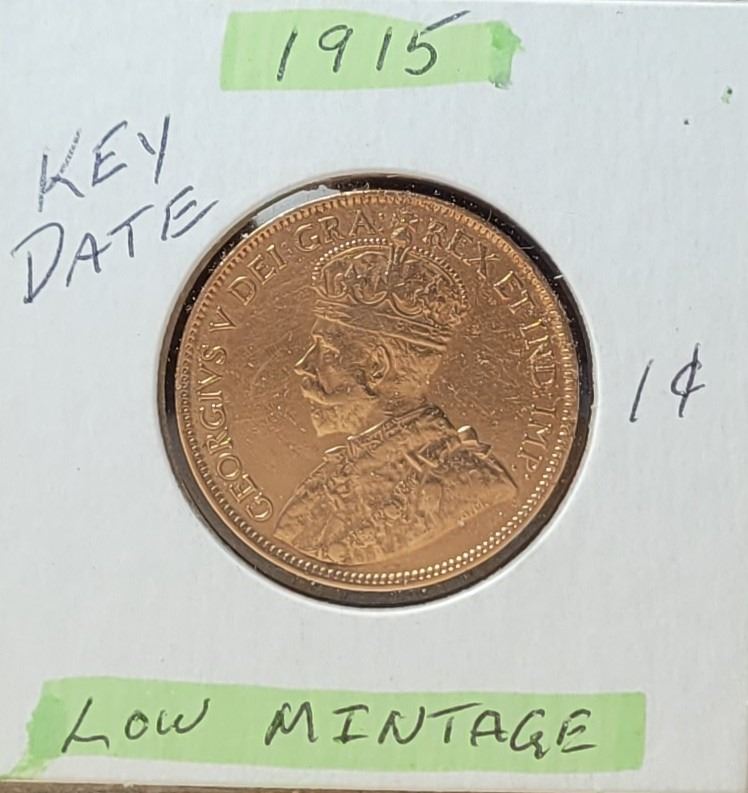 1915
KEY
DATE
GEORGIVS V DEI GRA: REX ET IND: IMP:
1¢
LOW MINTAGE